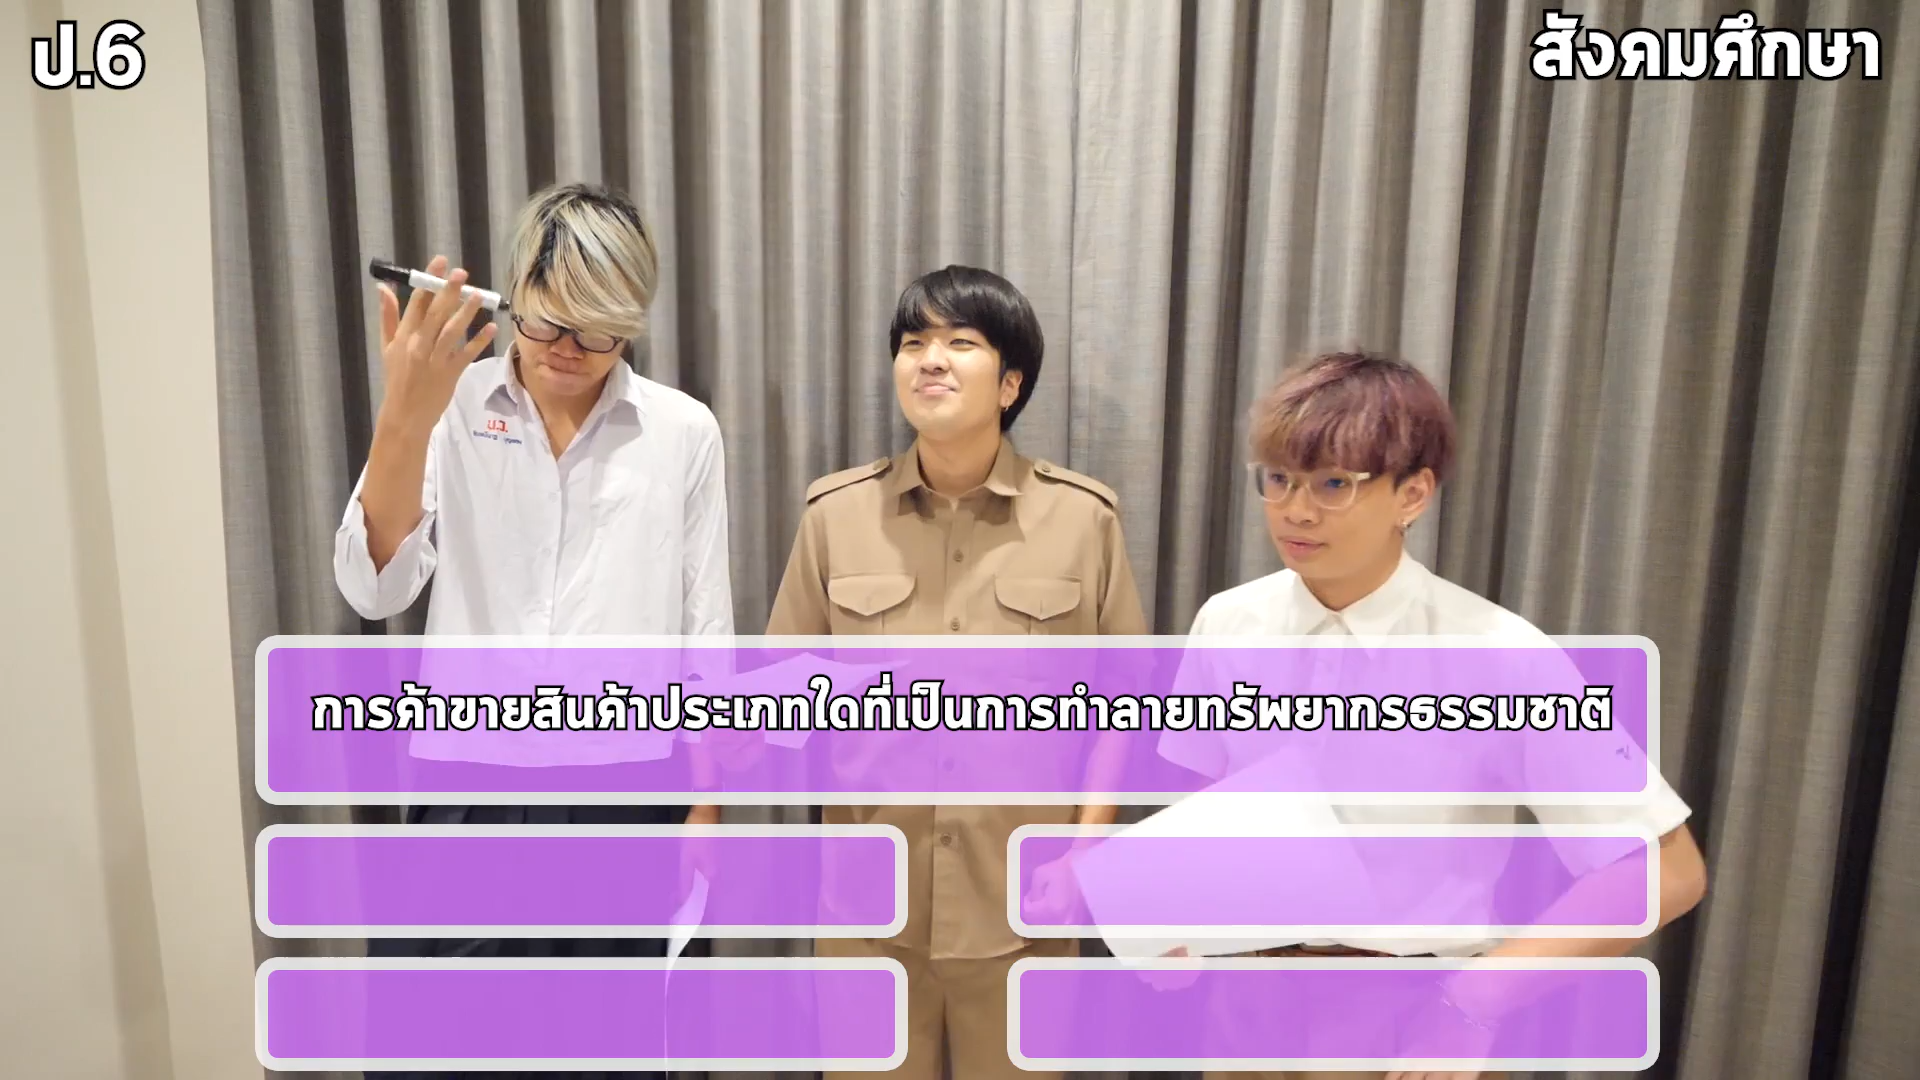 ป.6
สังคมศึกษา
น.ว.
การค้าขายสินค้าประเภทใดที่เป็นการทำลายทรัพยากรธรรมชาติ